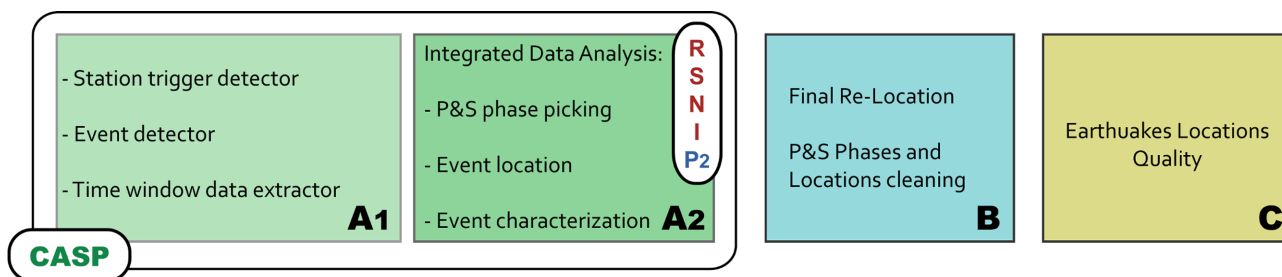 - Station trigger detector
- Event detector
- Time window data extractor
A1
Integrated Data Analysis:
- P&S phase picking
- Event location
- Event characterization
A2
R
S
N
I
P2
CASP
Final Re-Location
P&S Phases and
Locations cleaning
B
Earthuakes Locations
Quality
C